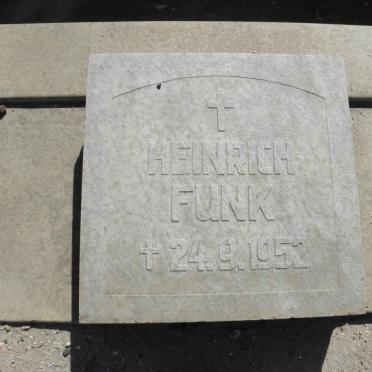 HEINRICH
FUNK
✝ 24.9.1952